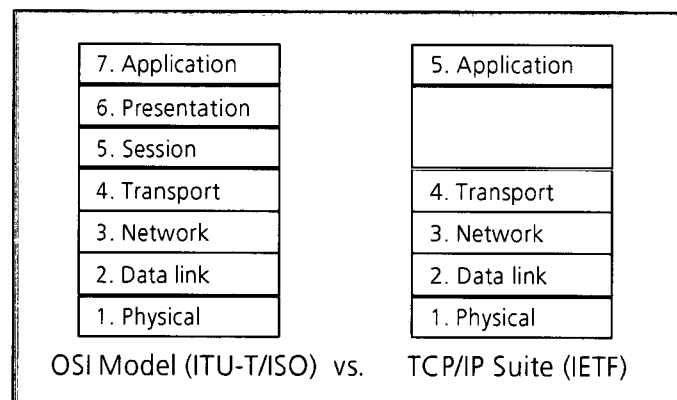 7. Application
6. Presentation
5. Session
4. Transport
3. Network
2. Data link
1. Physical
OSI Model (ITU-T/ISO) vs.
5. Application
4. Transport
3. Network
2. Data link
1. Physical
TCP/IP Suite (IETF)